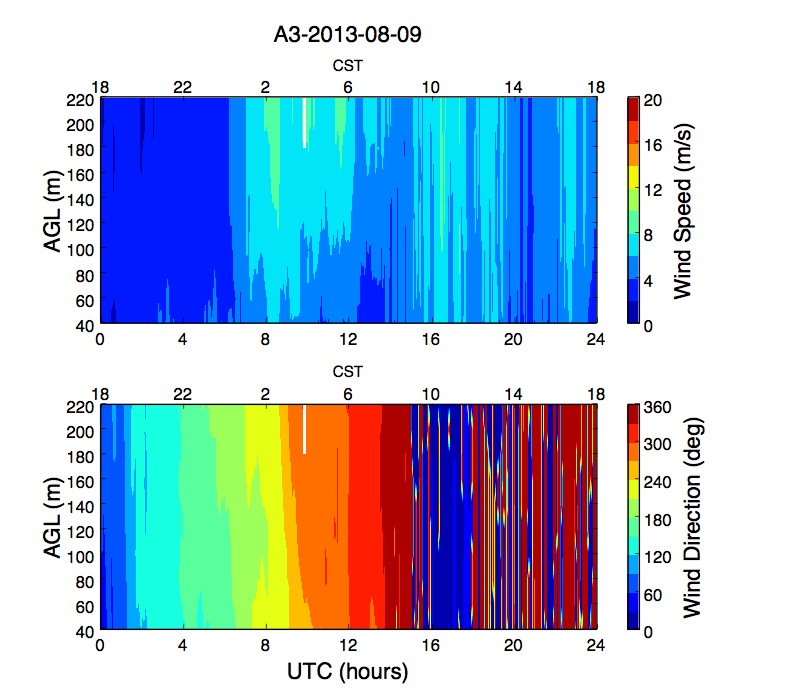 A3-2013-08-09
CST
18 22 2 6 10 14 18
220
200
180
160
140
120
100
80
60
40
AGL (m)
0 4 8 12 16 20 24
20
16
12
8
4
0
Wind Speed (m/s)
CST
18 22 2 6 10 14 18
220
200
180
160
140
120
100
80
60
40
AGL (m)
0 4 8 12 16 20 24
UTC (hours)
360
300
240
180
120
60
0
Wind Direction (deg)